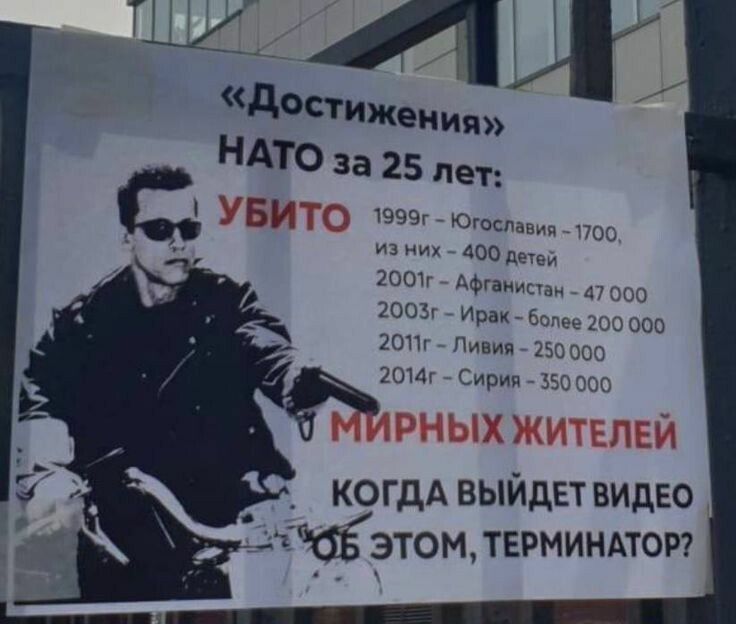 «Достижения»
НАТО за 25 лет:
УБИТО
1999г – Югославия – 1700,
из них – 400 детей
2001г – Афганистан – 47 000
2003г – Ирак – более 200 000
2011г – Ливия – 250 000
2014г – Сирия – 350 000
МИРНЫХ ЖИТЕЛЕЙ
КОГДА ВЫЙДЕТ ВИДЕО
ОБ ЭТОМ, ТЕРМИНАТОР?